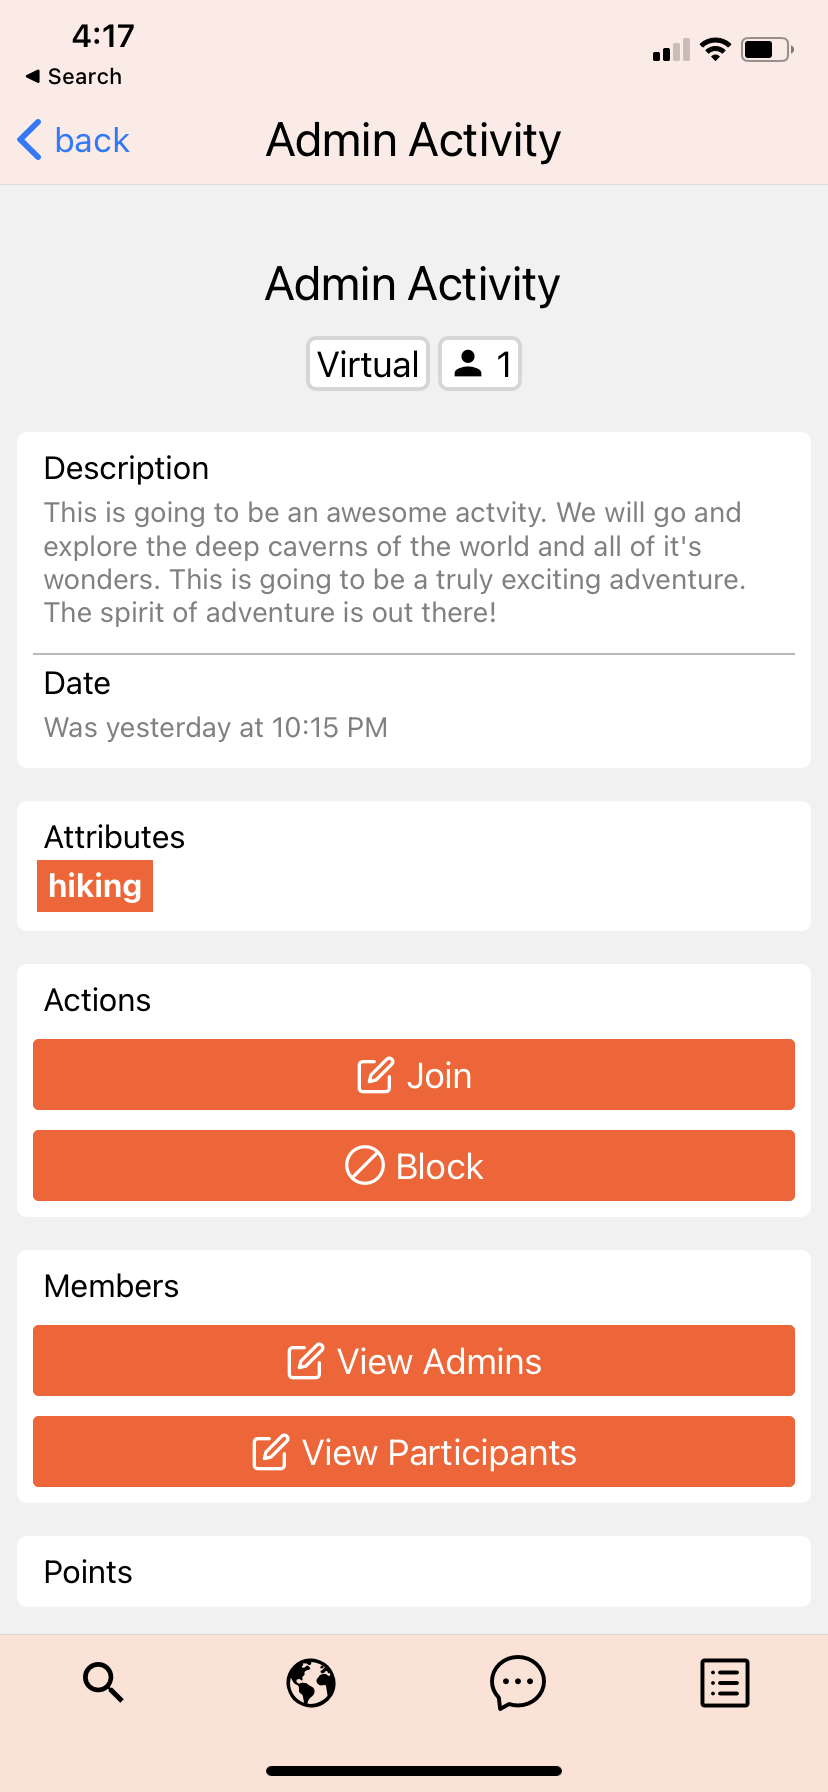 4:17
Search
back
Admin Activity
Admin Activity
Virtual
1
Description
This is going to be an awesome actvity. We will go and
explore the deep caverns of the world and all of it's
wonders. This is going to be a truly exciting adventure.
The spirit of adventure is out there!
Date
Was yesterday at 10:15 PM
Attributes
hiking
Actions
Join
Block
Members
View Admins
View Participants
Points